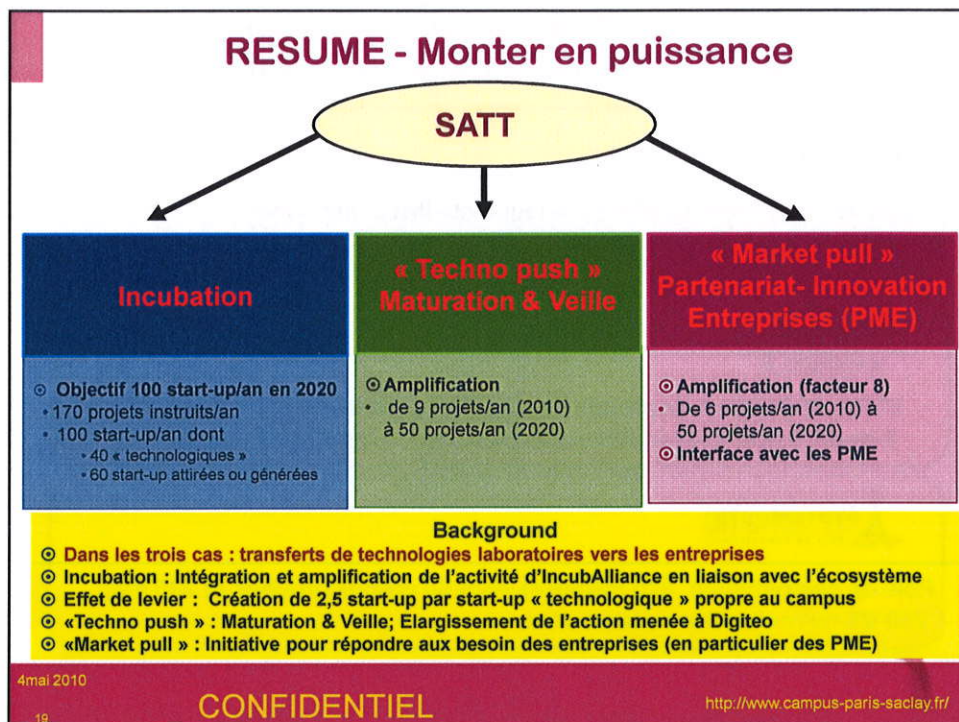 RESUME - Monter en puissance
SATT
Incubation
« Techno push »
Maturation & Veille
« Market pull »
Partenariat- Innovation
Entreprises (PME)
Objectif 100 start-up/an en 2020
• 170 projets instruits/an
• 100 start-up/an dont
• 40 « technologiques »
• 60 start-up attirées ou générées
Amplification
• de 9 projets/an (2010)
à 50 projets/an (2020)
Amplification (facteur 8)
• De 6 projets/an (2010) à
50 projets/an (2020)
Interface avec les PME
Background
Dans les trois cas : transferts de technologies laboratoires vers les entreprises
Incubation : Intégration et amplification de l'activité d'IncubAlliance en liaison avec l'écosystème
Effet de levier : Création de 2,5 start-up par start-up « technologique » propre au campus
«Techno push » : Maturation & Veille; Elargissement de l'action menée à Digiteo
«Market pull » : Initiative pour répondre aux besoin des entreprises (en particulier des PME)
4mai 2010
19
CONFIDENTIEL
http://www.campus-paris-saclay.fr/